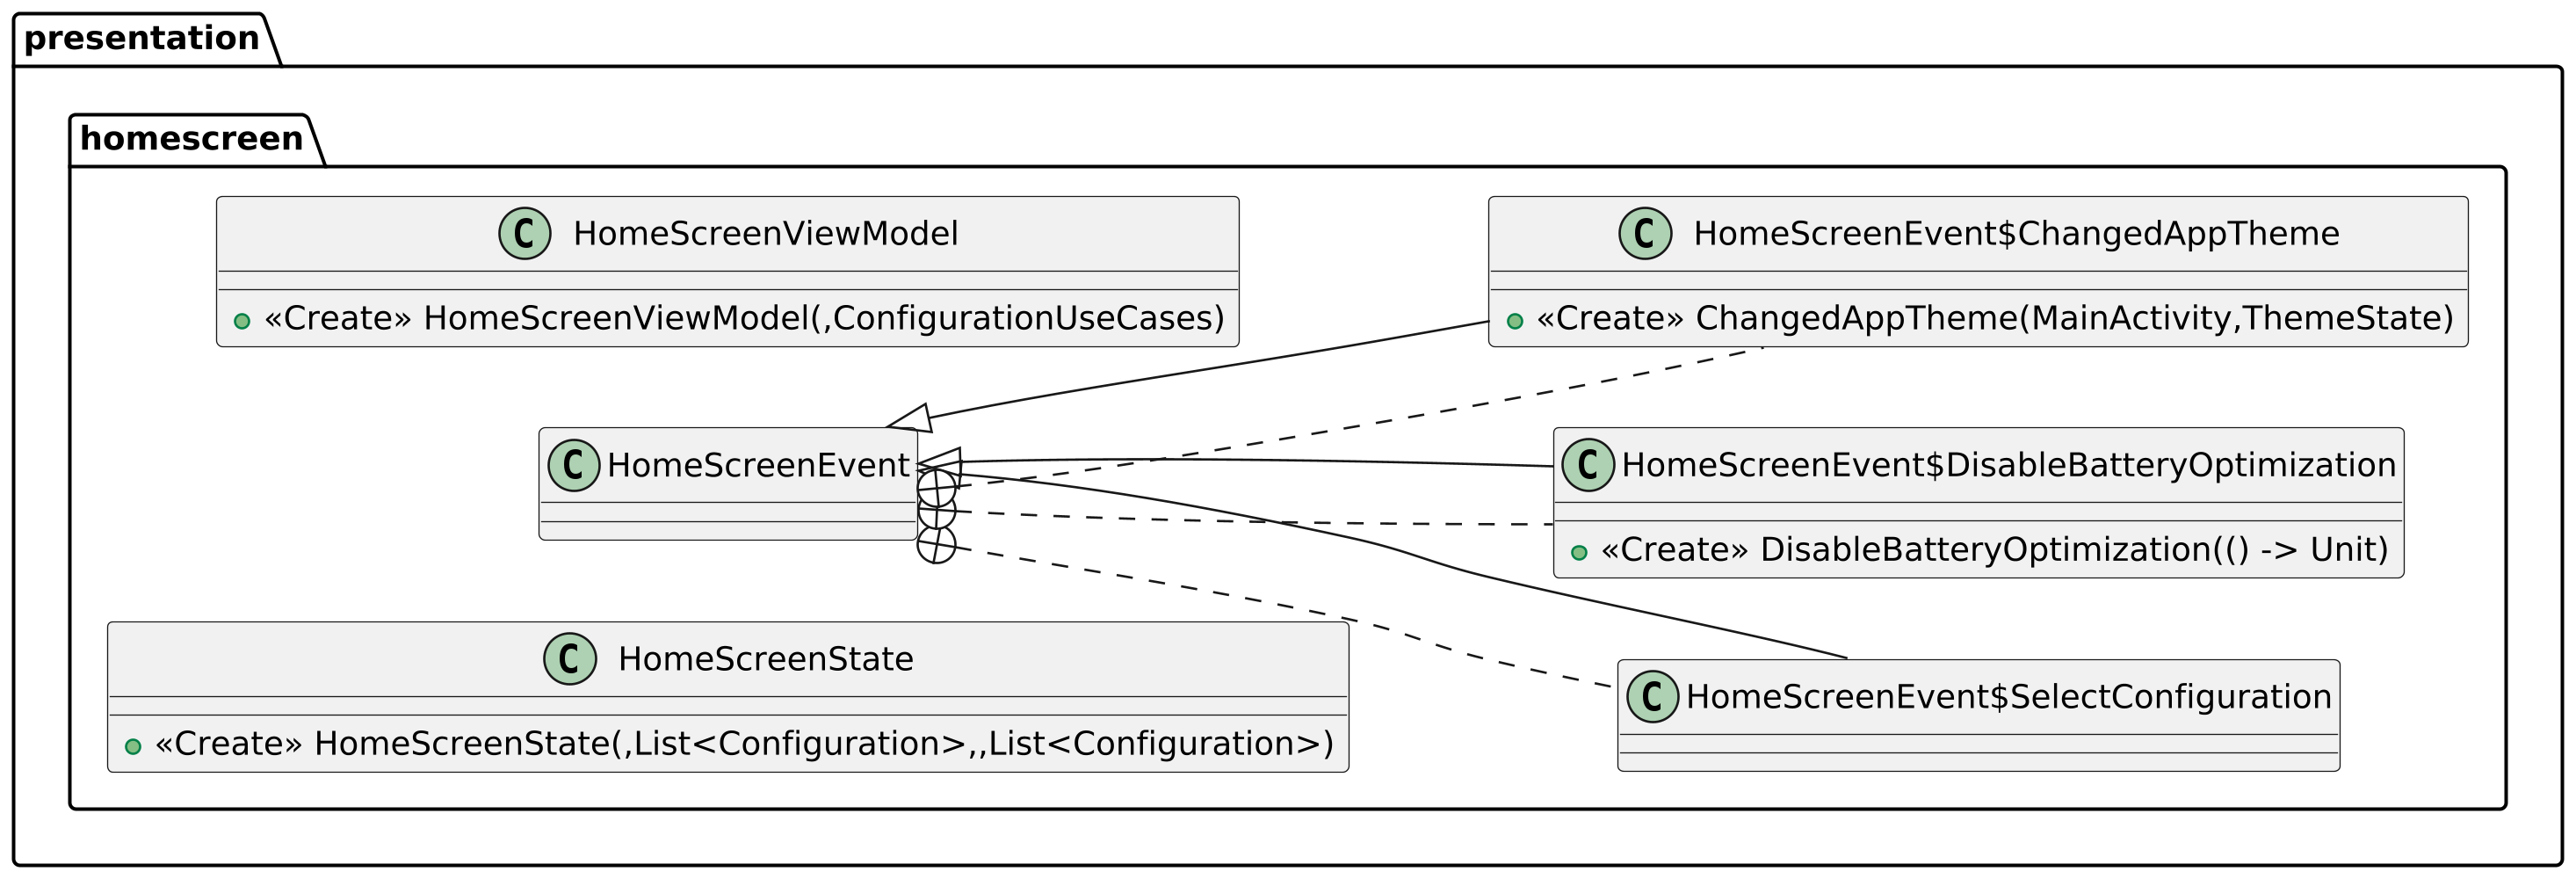 presentation
homescreen
C HomeScreenViewModel
«Create» HomeScreenViewModel(,ConfigurationUseCases)
C HomeScreenEvent$ChangedAppTheme
«Create» ChangedAppTheme(MainActivity,ThemeState)
C HomeScreenEvent
C HomeScreenEvent$DisableBatteryOptimization
«Create» DisableBatteryOptimization(() -> Unit)
C HomeScreenState
«Create» HomeScreenState(,List<Configuration>,,List<Configuration>)
C HomeScreenEvent$SelectConfiguration